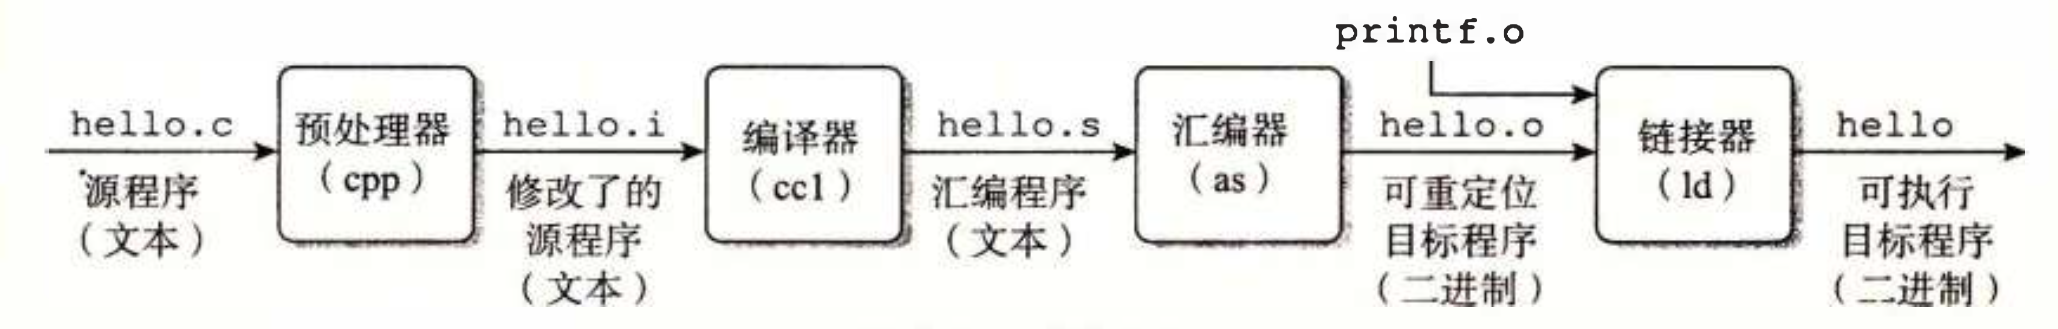 printf.o
hello.c
源程序
（文本）
预处理器
（cpp）
hello.i
修改了的
源程序
（文本）
编译器
（cc1）
hello.s
汇编程序
（文本）
汇编器
（as）
hello.o
可重定位
目标程序
（二进制）
链接器
（ld）
hello
可执行
目标程序
（二进制）